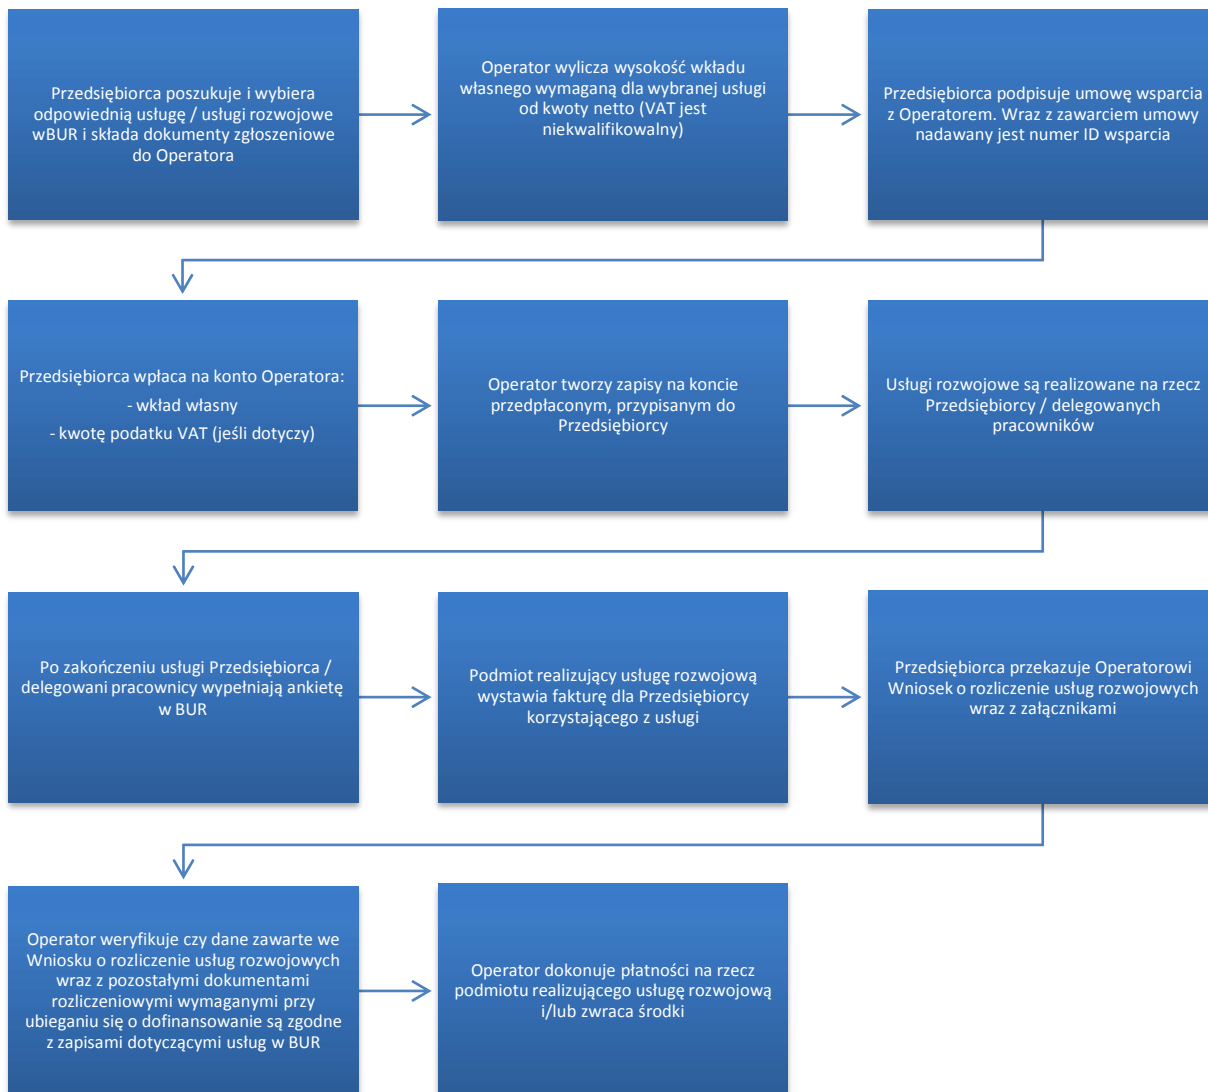 Przedsiębiorca poszukuje i wybiera
odpowiednią usługę / usługi rozwojowe
wBUR i składa dokumenty zgłoszeniowe
do Operatora
Operator wylicza wysokość wkładu
własnego wymaganą dla wybranej usługi
od kwoty netto (VAT jest
niekwalifikowalny)
Przedsiębiorca podpisuje umowę wsparcia
z Operatorem. Wraz z zawarciem umowy
nadawany jest numer ID wsparcia
Przedsiębiorca wpłaca na konto Operatora:
- wkład własny
- kwotę podatku VAT (jeśli dotyczy)
Operator tworzy zapisy na koncie
przedpłaconym, przypisanym do
Przedsiębiorcy
Usługi rozwojowe są realizowane na rzecz
Przedsiębiorcy / delegowanych
pracowników
Po zakończeniu usługi Przedsiębiorca /
delegowani pracownicy wypełniają ankietę
w BUR
Podmiot realizujący usługę rozwojową
wystawia fakturę dla Przedsiębiorcy
korzystającego z usługi
Przedsiębiorca przekazuje Operatorowi
Wniosek o rozliczenie usług rozwojowych
wraz z załącznikami
Operator weryfikuje czy dane zawarte we
Wniosku o rozliczenie usług rozwojowych
wraz z pozostałymi dokumentami
rozliczeniowymi wymaganymi przy
ubieganiu się o dofinansowanie są zgodne
z zapisami dotyczącymi usług w BUR
Operator dokonuje płatności na rzecz
podmiotu realizującego usługę rozwojową
i/lub zwraca środki